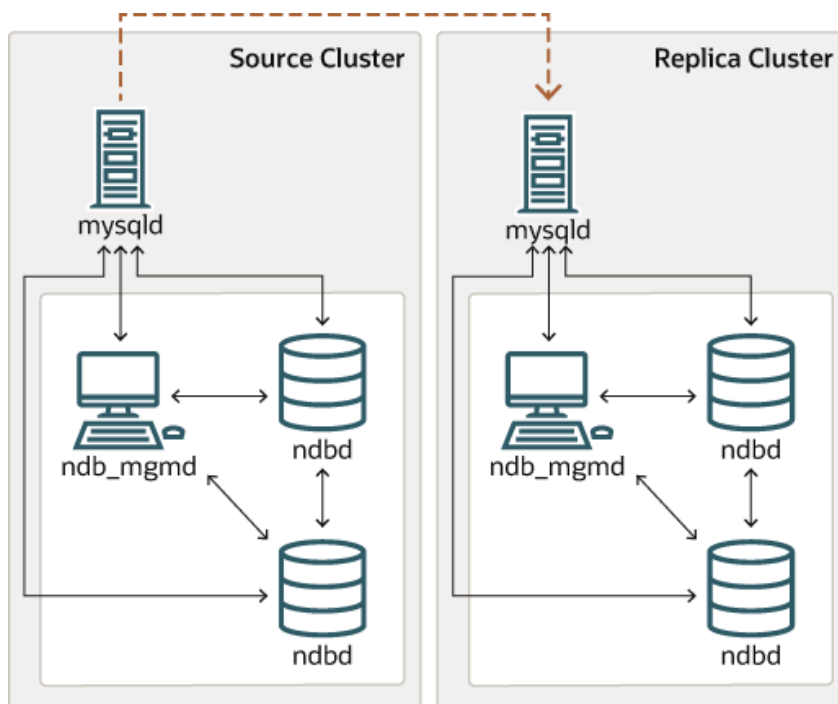 Source Cluster
mysqld
ndb_mgmd
ndbd
ndbd
Replica Cluster
mysqld
ndb_mgmd
ndbd
ndbd